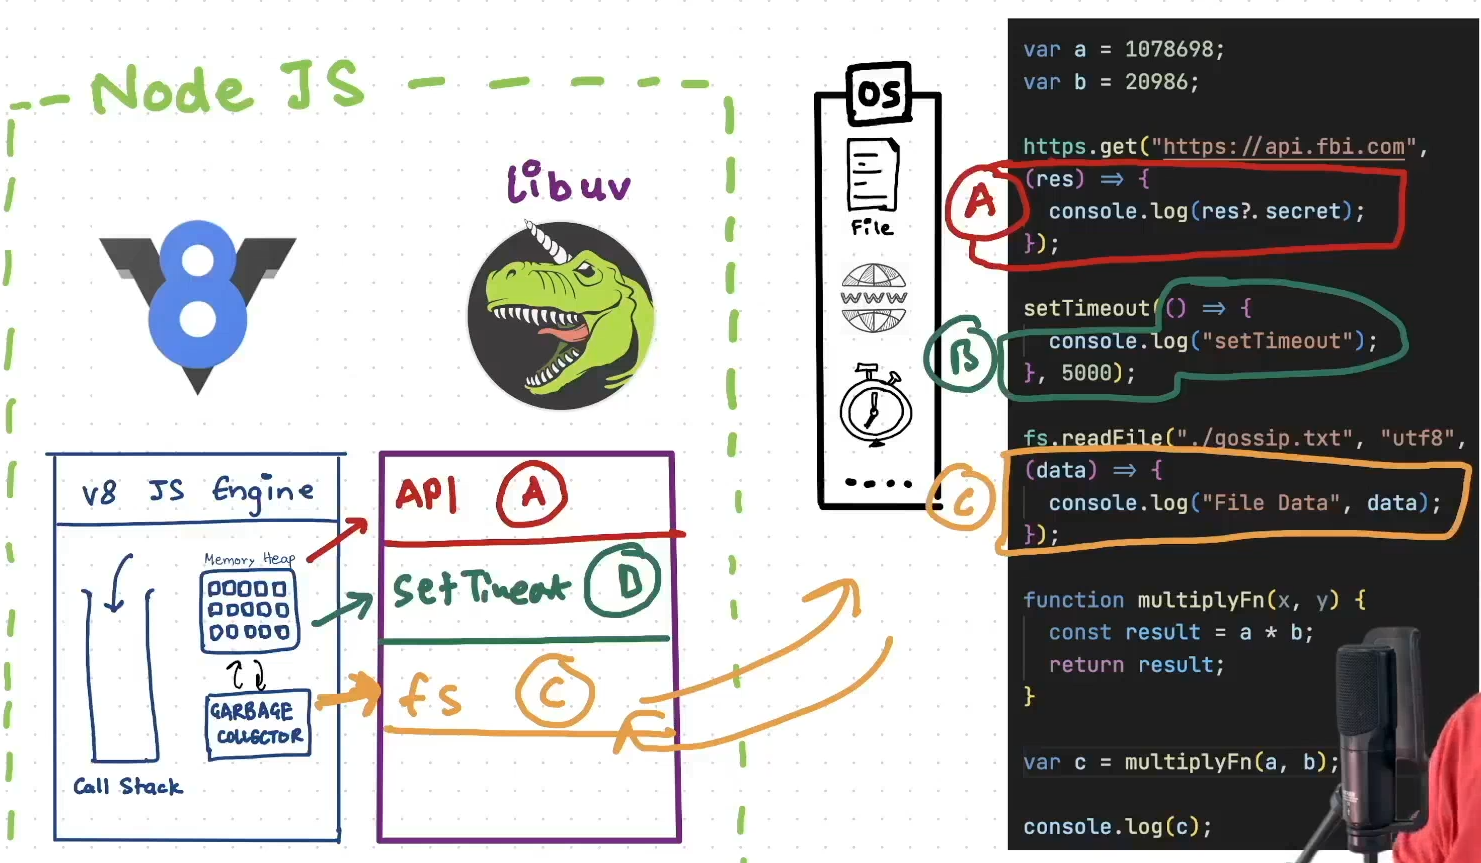 Node JS
libuv
8
V8 JS Engine
Memory Heap
GARBAGE
COLLECTOR
Call Stack
API A
SetTimeout B
fs C
OS
File
WWW
.....
A
B
C
var a = 1078698;
var b = 20986;
https.get("https://api.fbi.com",
(res) => {
console.log(res?.secret);
});
setTimeout(() => {
console.log("setTimeout");
}, 5000);
fs.readFile("./gossip.txt", "utf8",
(data) => {
console.log("File Data", data);
});
function multiplyFn(x, y) {
const result = a * b;
return result;
}
var c = multiplyFn(a, b);
console.log(c);